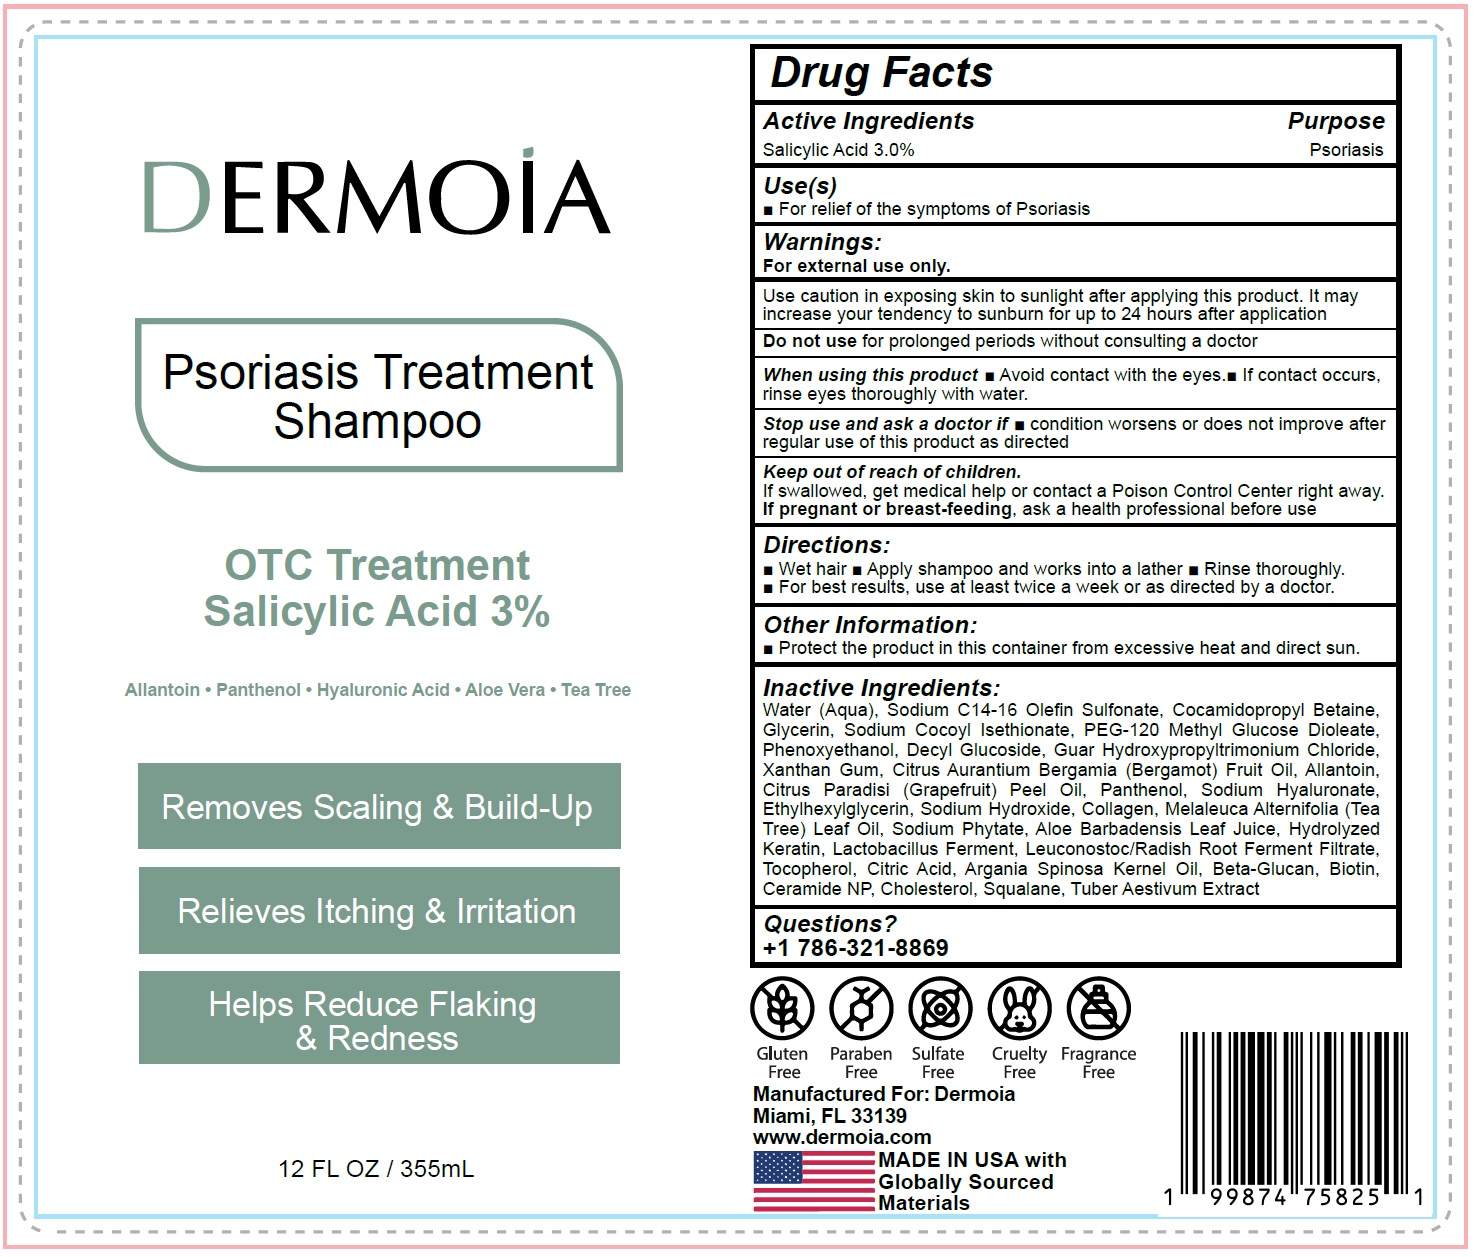 DERMOIA
Psoriasis Treatment
Shampoo
OTC Treatment
Salicylic Acid 3%
Allantoin • Panthenol • Hyaluronic Acid • Aloe Vera • Tea Tree
Removes Scaling & Build-Up
Relieves Itching & Irritation
Helps Reduce Flaking
& Redness
12 FL OZ / 355mL
Drug Facts
Active Ingredients Purpose
Salicylic Acid 3.0% Psoriasis
Use(s)
■ For relief of the symptoms of Psoriasis
Warnings:
For external use only.
Use caution in exposing skin to sunlight after applying this product. It may
increase your tendency to sunburn for up to 24 hours after application
Do not use for prolonged periods without consulting a doctor
When using this product ■ Avoid contact with the eyes.■ If contact occurs,
rinse eyes thoroughly with water.
Stop use and ask a doctor if ■ condition worsens or does not improve after
regular use of this product as directed
Keep out of reach of children.
If swallowed, get medical help or contact a Poison Control Center right away.
If pregnant or breast-feeding, ask a health professional before use
Directions:
■ Wet hair ■ Apply shampoo and works into a lather ■ Rinse thoroughly.
■ For best results, use at least twice a week or as directed by a doctor.
Other Information:
■ Protect the product in this container from excessive heat and direct sun.
Inactive Ingredients:
Water (Aqua), Sodium C14-16 Olefin Sulfonate, Cocamidopropyl Betaine,
Glycerin, Sodium Cocoyl Isethionate, PEG-120 Methyl Glucose Dioleate,
Phenoxyethanol, Decyl Glucoside, Guar Hydroxypropyltrimonium Chloride,
Xanthan Gum, Citrus Aurantium Bergamia (Bergamot) Fruit Oil, Allantoin,
Citrus Paradisi (Grapefruit) Peel Oil, Panthenol, Sodium Hyaluronate,
Ethylhexylglycerin, Sodium Hydroxide, Collagen, Melaleuca Alternifolia (Tea
Tree) Leaf Oil, Sodium Phytate, Aloe Barbadensis Leaf Juice, Hydrolyzed
Keratin, Lactobacillus Ferment, Leuconostoc/Radish Root Ferment Filtrate,
Tocopherol, Citric Acid, Argania Spinosa Kernel Oil, Beta-Glucan, Biotin,
Ceramide NP, Cholesterol, Squalane, Tuber Aestivum Extract
Questions?
+1 786-321-8869
Gluten Free
Paraben Free
Sulfate Free
Cruelty Free
Fragrance Free
Manufactured For: Dermoia
Miami, FL 33139
www.dermoia.com
MADE IN USA with
Globally Sourced
Materials
1 99874 75825 1